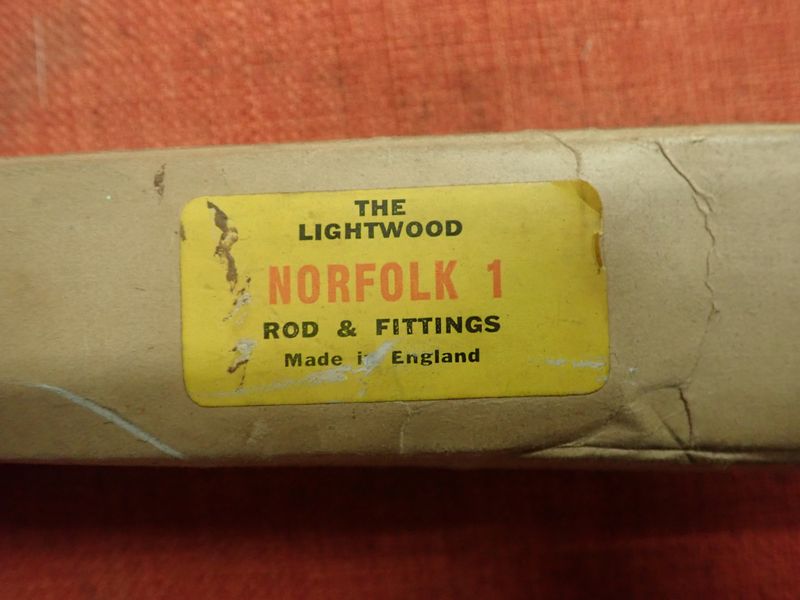 THE
LIGHTWOOD
NORFOLK 1
ROD & FITTINGS
Made in England